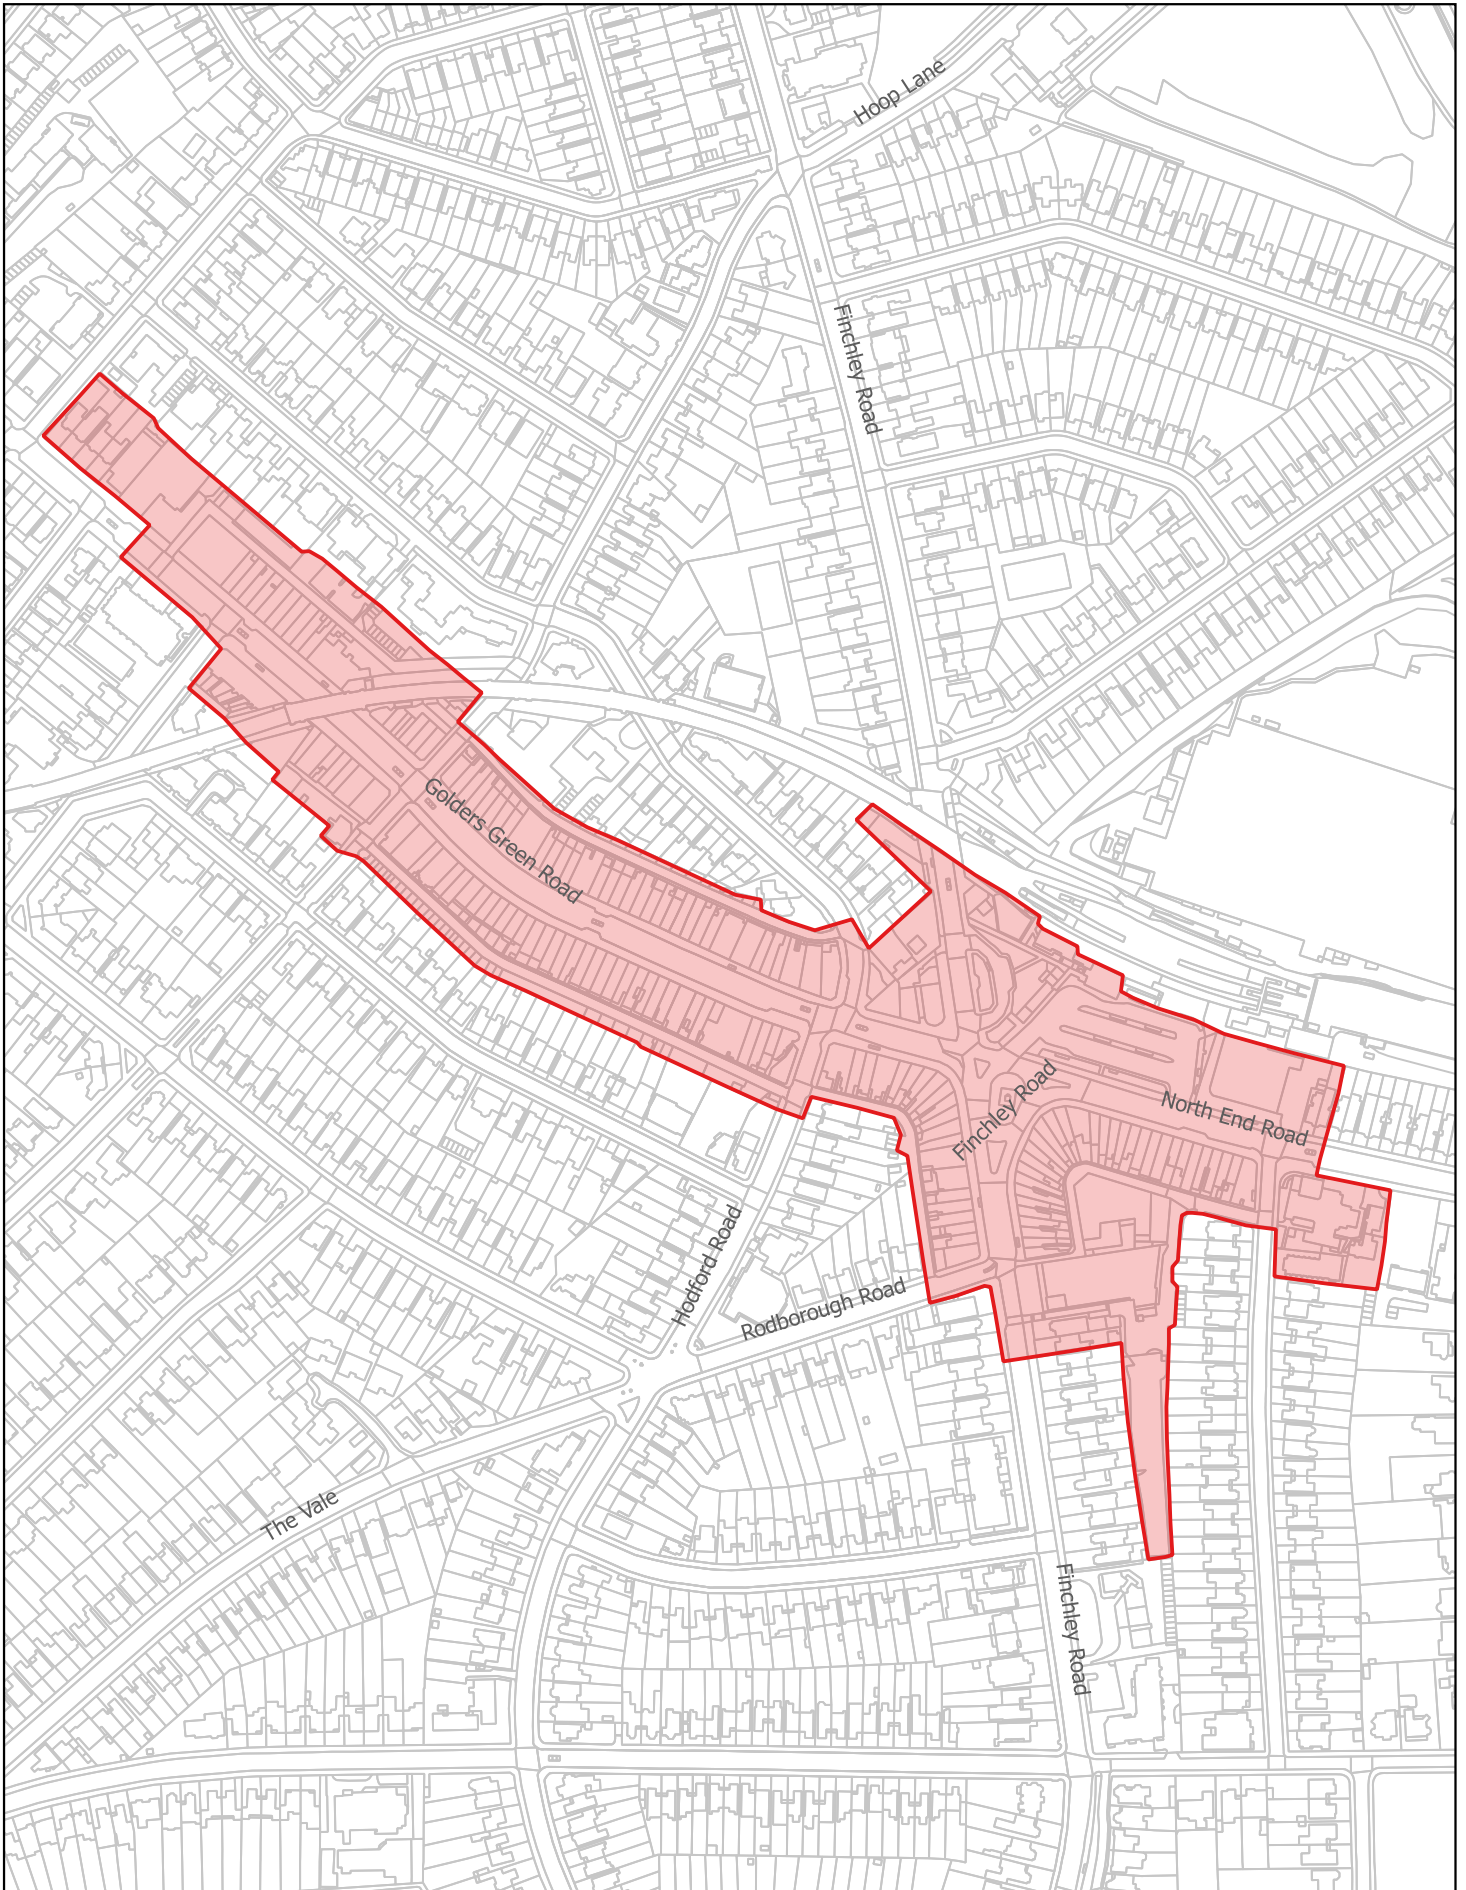 Hoop Lane
Finchley Road
Golders Green Road
Finchley Road
North End Road
Hodford Road
Rodborough Road
The Vale
Finchley Road